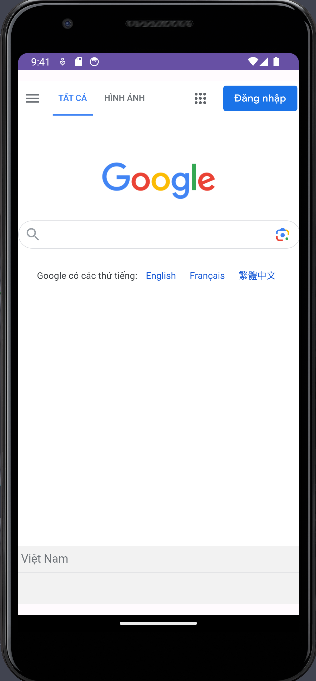 9:41
TẤT CẢ HÌNH ẢNH Đăng nhập
Google
Google có các thứ tiếng: English Français 繁體中文
Việt Nam